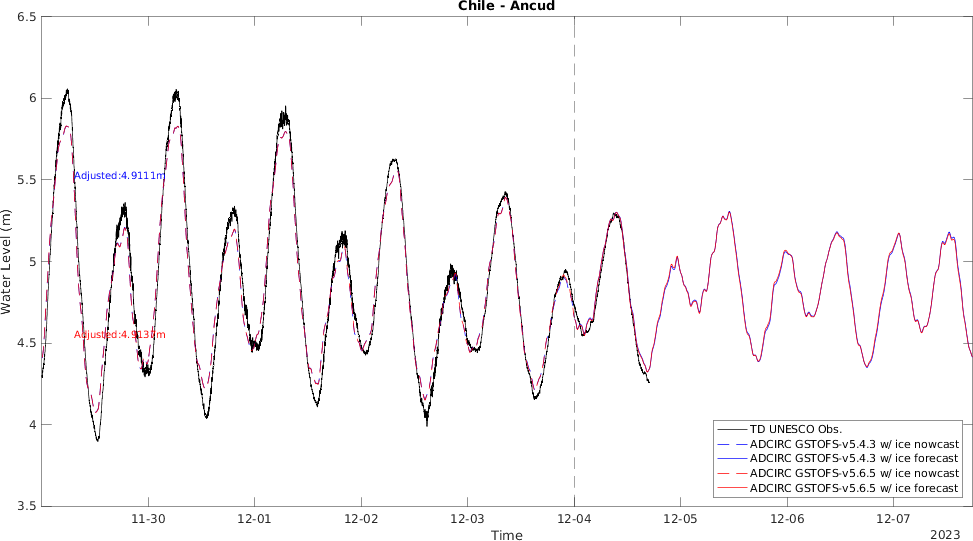 Chile - Ancud
6.5
6
5.5
5
4.5
4
3.5
Water Level (m)
Adjusted:4.9111m
Adjusted:4.9131m
TD UNESCO Obs.
ADCIRC GSTOFS-v5.4.3 w/ ice nowcast
ADCIRC GSTOFS-v5.4.3 w/ ice forecast
ADCIRC GSTOFS-v5.6.5 w/ ice nowcast
ADCIRC GSTOFS-v5.6.5 w/ ice forecast
11-30 12-01 12-02 12-03 12-04 12-05 12-06 12-07
Time
2023